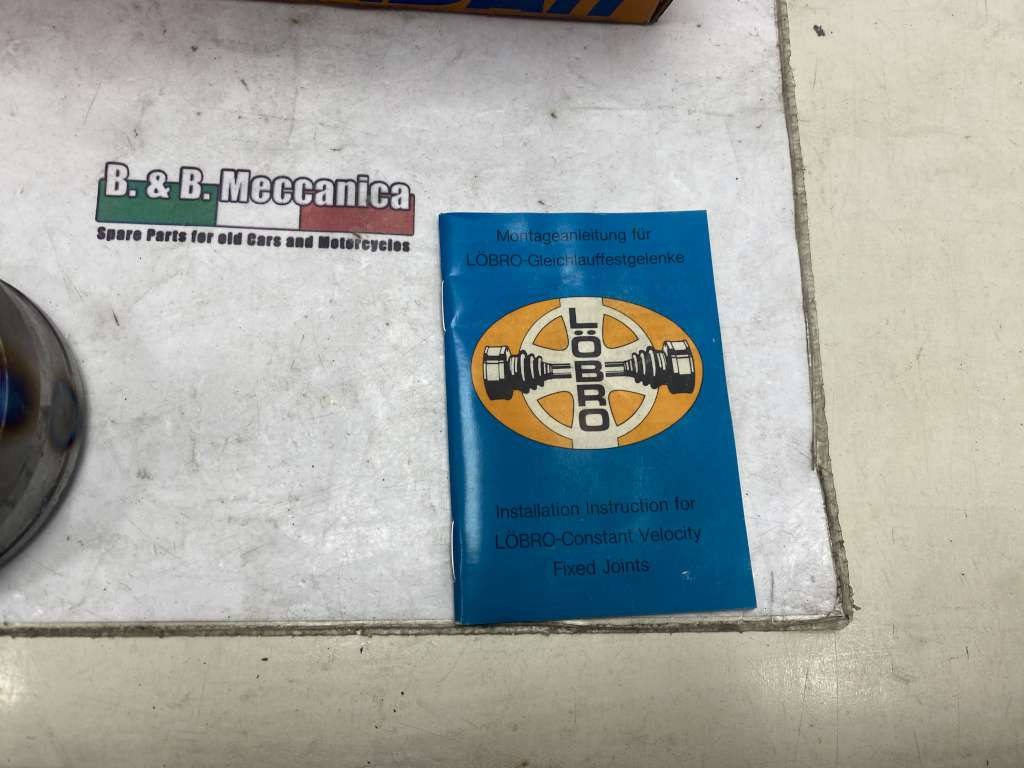 B. & B. Meccanica
Spare Parts for old Cars and Motorcycles
Montageanleitung für
LÖBRO-Gleichlauffestgelenke
LÖBRO
Installation Instruction for
LÖBRO-Constant Velocity
Fixed Joints